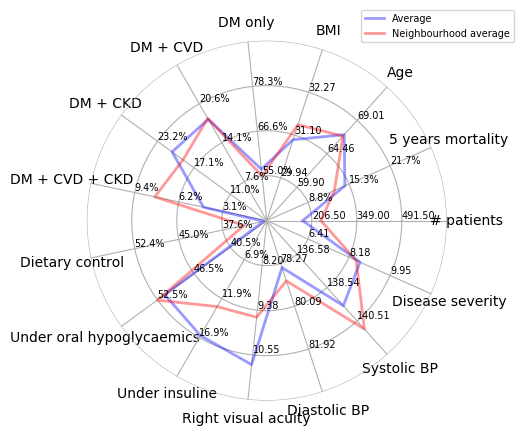 Average
Neighbourhood average
DM only
BMI
DM + CVD
Age
DM + CKD
5 years mortality
DM + CVD + CKD
# patients
Dietary control
Disease severity
Under oral hypoglycaemics
Systolic BP
Under insuline
Diastolic BP
Right visual acuity
78.3%
32.27
20.6%
69.01
66.6%
31.10
23.2%
14.1%
64.46
21.7%
17.1%
55.0%
29.94
15.3%
7.6%
59.90
9.4%
11.0%
8.8%
6.2%
3.1%
206.50
349.00
491.50
37.6%
52.4%
45.0%
40.5%
6.41
136.58
8.18
6.9%
8.20
78.27
46.5%
9.95
138.54
52.5%
11.9%
9.38
80.09
140.51
16.9%
10.55
81.92